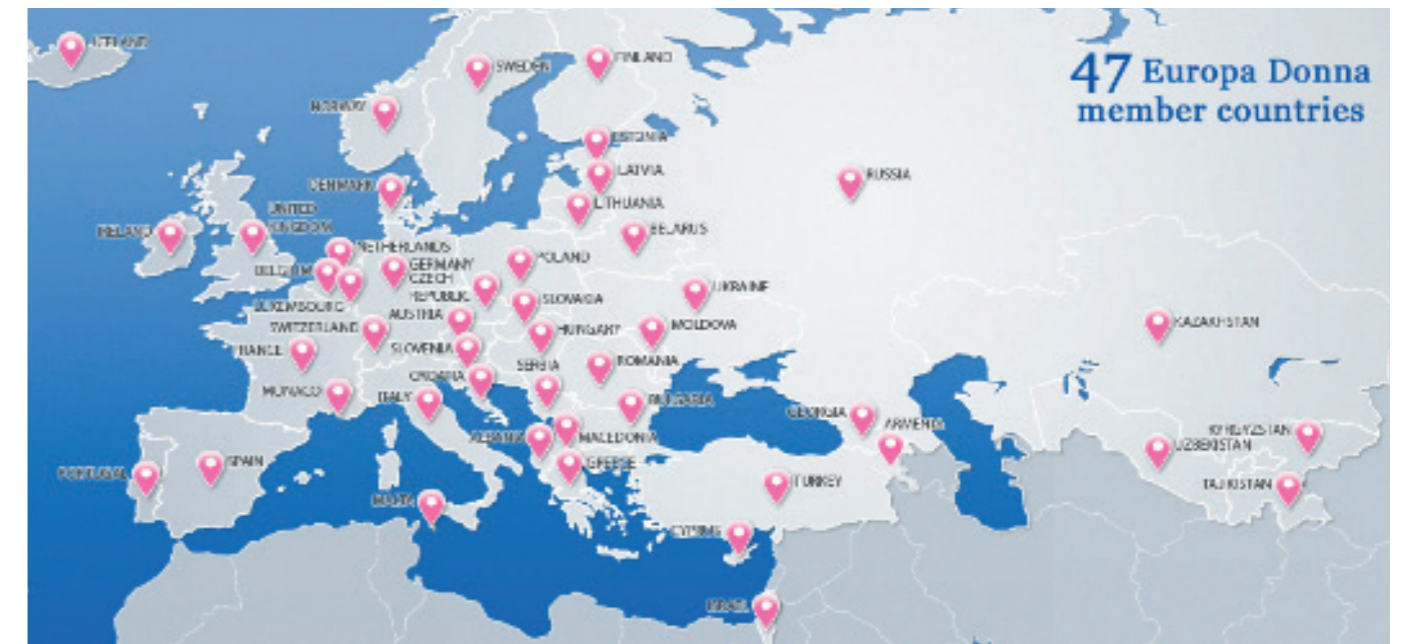 ICELAND
47 Europa Donna
member countries
SWEDEN
FINLAND
NORWAY
ESTONIA
LATVIA
RUSSIA
DENMARK
LITHUANIA
UNITED
KINGDOM
IRELAND
BELARUS
NETHERLANDS
BELGIUM
GERMANY
POLAND
CZECH
REPUBLIC
UKRAINE
LUXEMBOURG
SLOVAKIA
AUSTRIA
SWITZERLAND
HUNGARY
MOLDOVA
KAZAKHSTAN
FRANCE
SLOVENIA
SERBIA
ROMANIA
CROATIA
MONACO
ITALY
BULGARIA
GEORGIA
ARMENIA
ALBANIA
MACEDONIA
KYRGYZSTAN
UZBEKISTAN
PORTUGAL
SPAIN
GREESE
TURKEY
TAJIKISTAN
MALTA
CYPRUS
ISRAEL